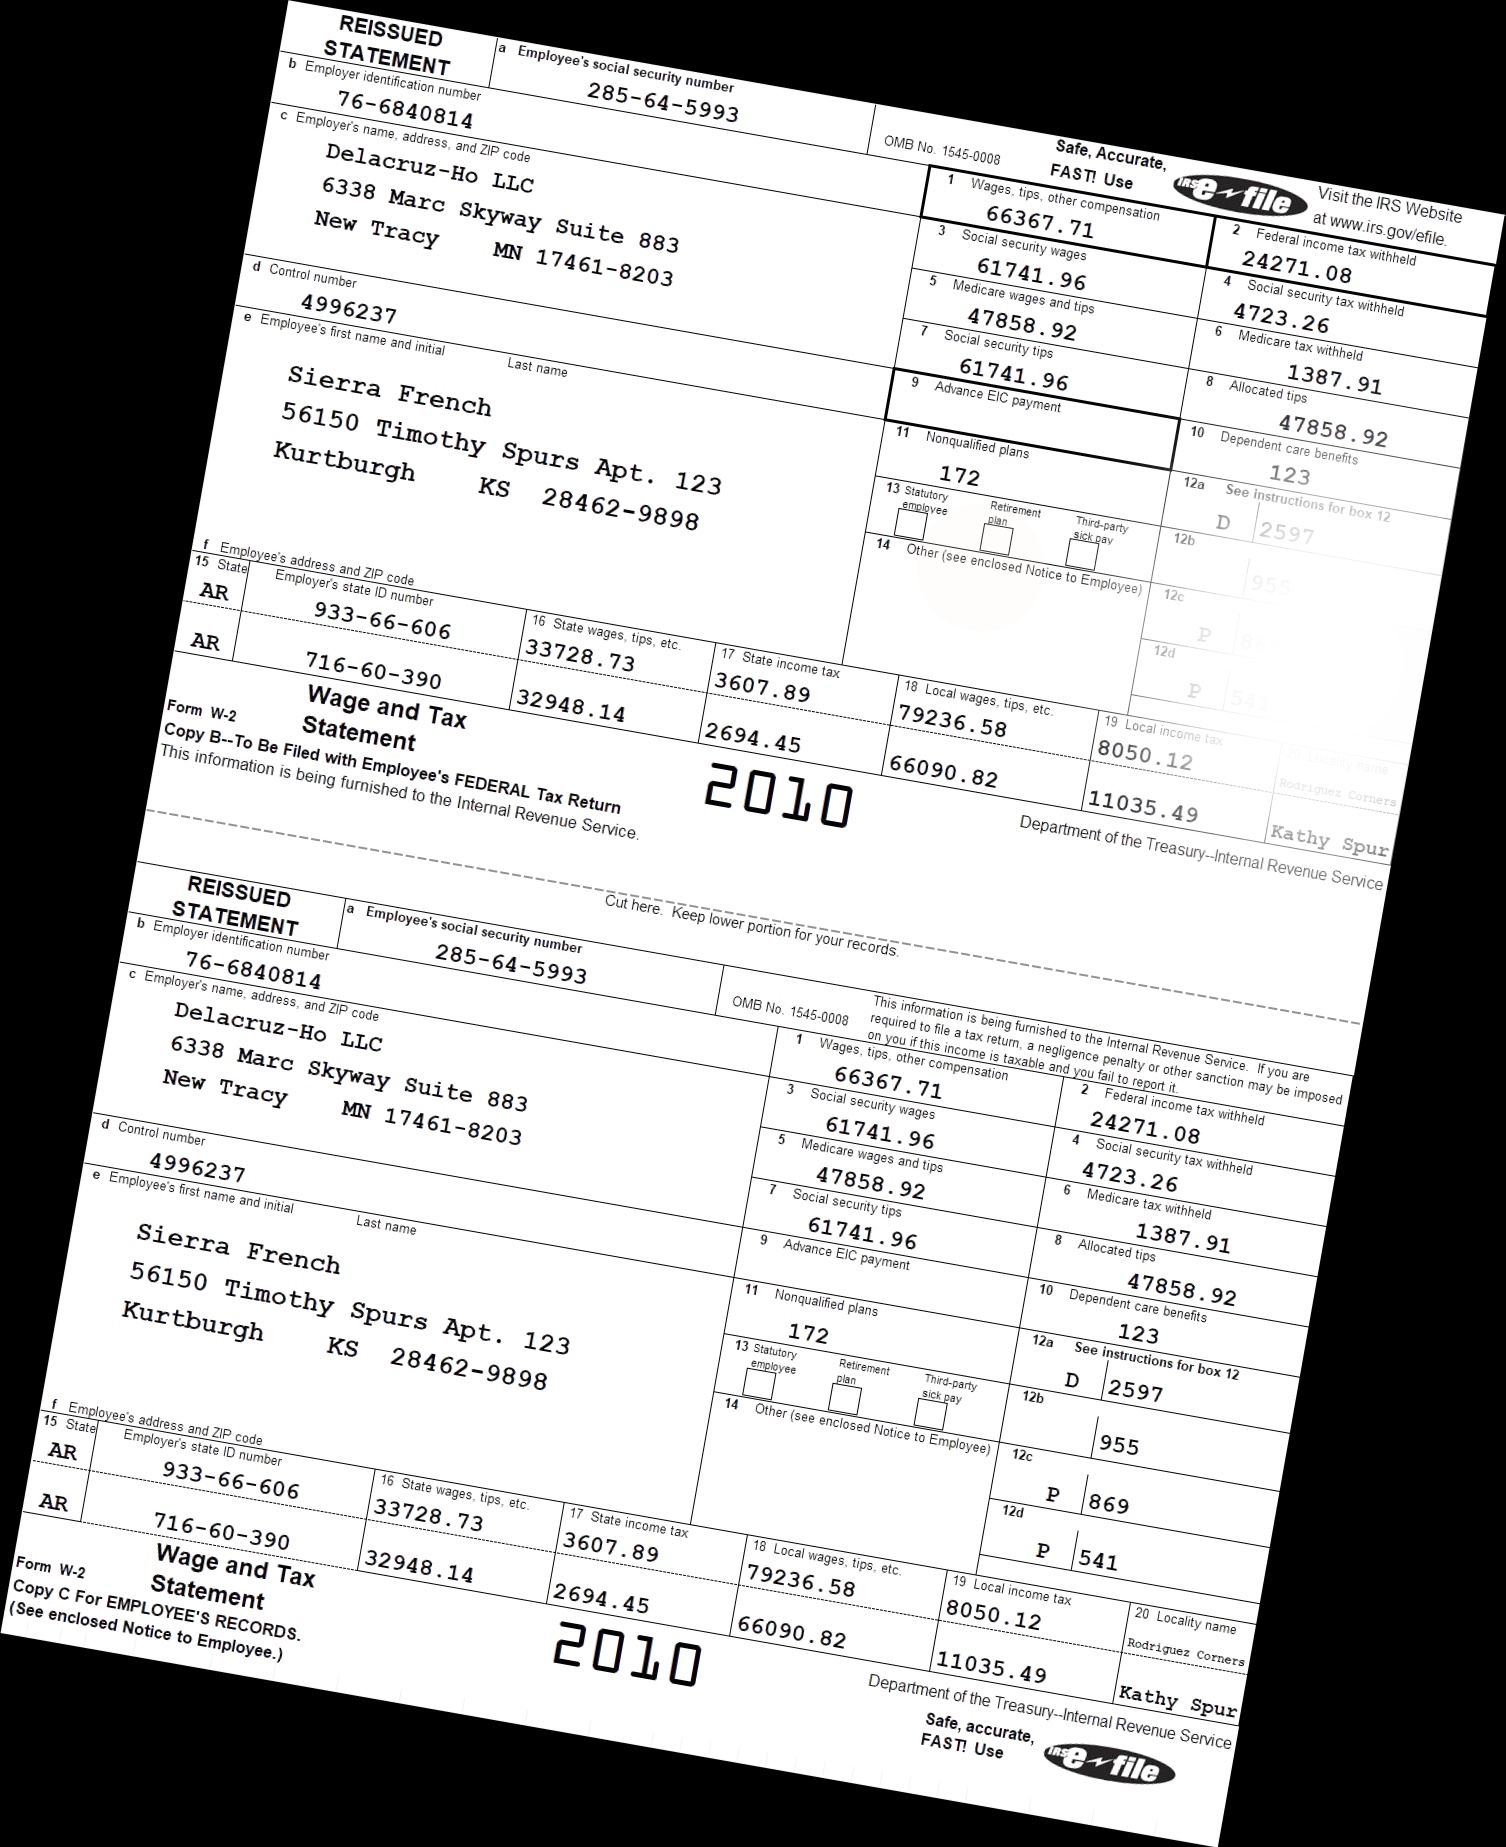 REISSUED
STATEMENT
a Employee's social security number
285-64-5993
OMB No. 1545-0008
Safe, Accurate,
FAST! Use
IRS e-file
Visit the IRS Website
at www.irs.gov/efile.
b Employer identification number
76-6840814
c Employer's name, address, and ZIP code
Delacruz-Ho LLC
6338 Marc Skyway Suite 883
New Tracy MN 17461-8203
1 Wages, tips, other compensation
66367.71
2 Federal income tax withheld
24271.08
3 Social security wages
61741.96
4 Social security tax withheld
4723.26
5 Medicare wages and tips
47858.92
6 Medicare tax withheld
1387.91
d Control number
4996237
7 Social security tips
61741.96
8 Allocated tips
47858.92
e Employee's first name and initial
Last name
Sierra French
56150 Timothy Spurs Apt. 123
Kurtburgh KS 28462-9898
9 Advance EIC payment
10 Dependent care benefits
123
11 Nonqualified plans
172
12a See instructions for box 12
D 2597
13 Statutory
employee
Retirement
plan
Third-party
sick pay
12b
955
14 Other (see enclosed Notice to Employee)
12c
P
12d
P 541
f Employee's address and ZIP code
15 State
Employer's state ID number
AR
933-66-606
16 State wages, tips, etc.
33728.73
17 State income tax
3607.89
18 Local wages, tips, etc.
79236.58
19 Local income tax
8050.12
20 Locality name
Rodriguez Corners
AR
716-60-390
32948.14
2694.45
66090.82
11035.49
Kathy Spur
Form W-2
Wage and Tax
Statement
2010
Department of the Treasury--Internal Revenue Service
Copy B--To Be Filed with Employee's FEDERAL Tax Return
This information is being furnished to the Internal Revenue Service.
Cut here. Keep lower portion for your records.
REISSUED
STATEMENT
a Employee's social security number
285-64-5993
OMB No. 1545-0008
This information is being furnished to the Internal Revenue Service. If you are
required to file a tax return, a negligence penalty or other sanction may be imposed
on you if this income is taxable and you fail to report it.
b Employer identification number
76-6840814
c Employer's name, address, and ZIP code
Delacruz-Ho LLC
6338 Marc Skyway Suite 883
New Tracy MN 17461-8203
1 Wages, tips, other compensation
66367.71
2 Federal income tax withheld
24271.08
3 Social security wages
61741.96
4 Social security tax withheld
4723.26
5 Medicare wages and tips
47858.92
6 Medicare tax withheld
1387.91
d Control number
4996237
7 Social security tips
61741.96
8 Allocated tips
47858.92
e Employee's first name and initial
Last name
Sierra French
56150 Timothy Spurs Apt. 123
Kurtburgh KS 28462-9898
9 Advance EIC payment
10 Dependent care benefits
123
11 Nonqualified plans
172
12a See instructions for box 12
D 2597
13 Statutory
employee
Retirement
plan
Third-party
sick pay
12b
955
14 Other (see enclosed Notice to Employee)
12c
P 869
12d
P 541
f Employee's address and ZIP code
15 State
Employer's state ID number
AR
933-66-606
16 State wages, tips, etc.
33728.73
17 State income tax
3607.89
18 Local wages, tips, etc.
79236.58
19 Local income tax
8050.12
20 Locality name
Rodriguez Corners
AR
716-60-390
32948.14
2694.45
66090.82
11035.49
Kathy Spur
Form W-2
Wage and Tax
Statement
2010
Department of the Treasury--Internal Revenue Service
Copy C For EMPLOYEE'S RECORDS.
(See enclosed Notice to Employee.)
Safe, accurate,
FAST! Use
IRS e-file